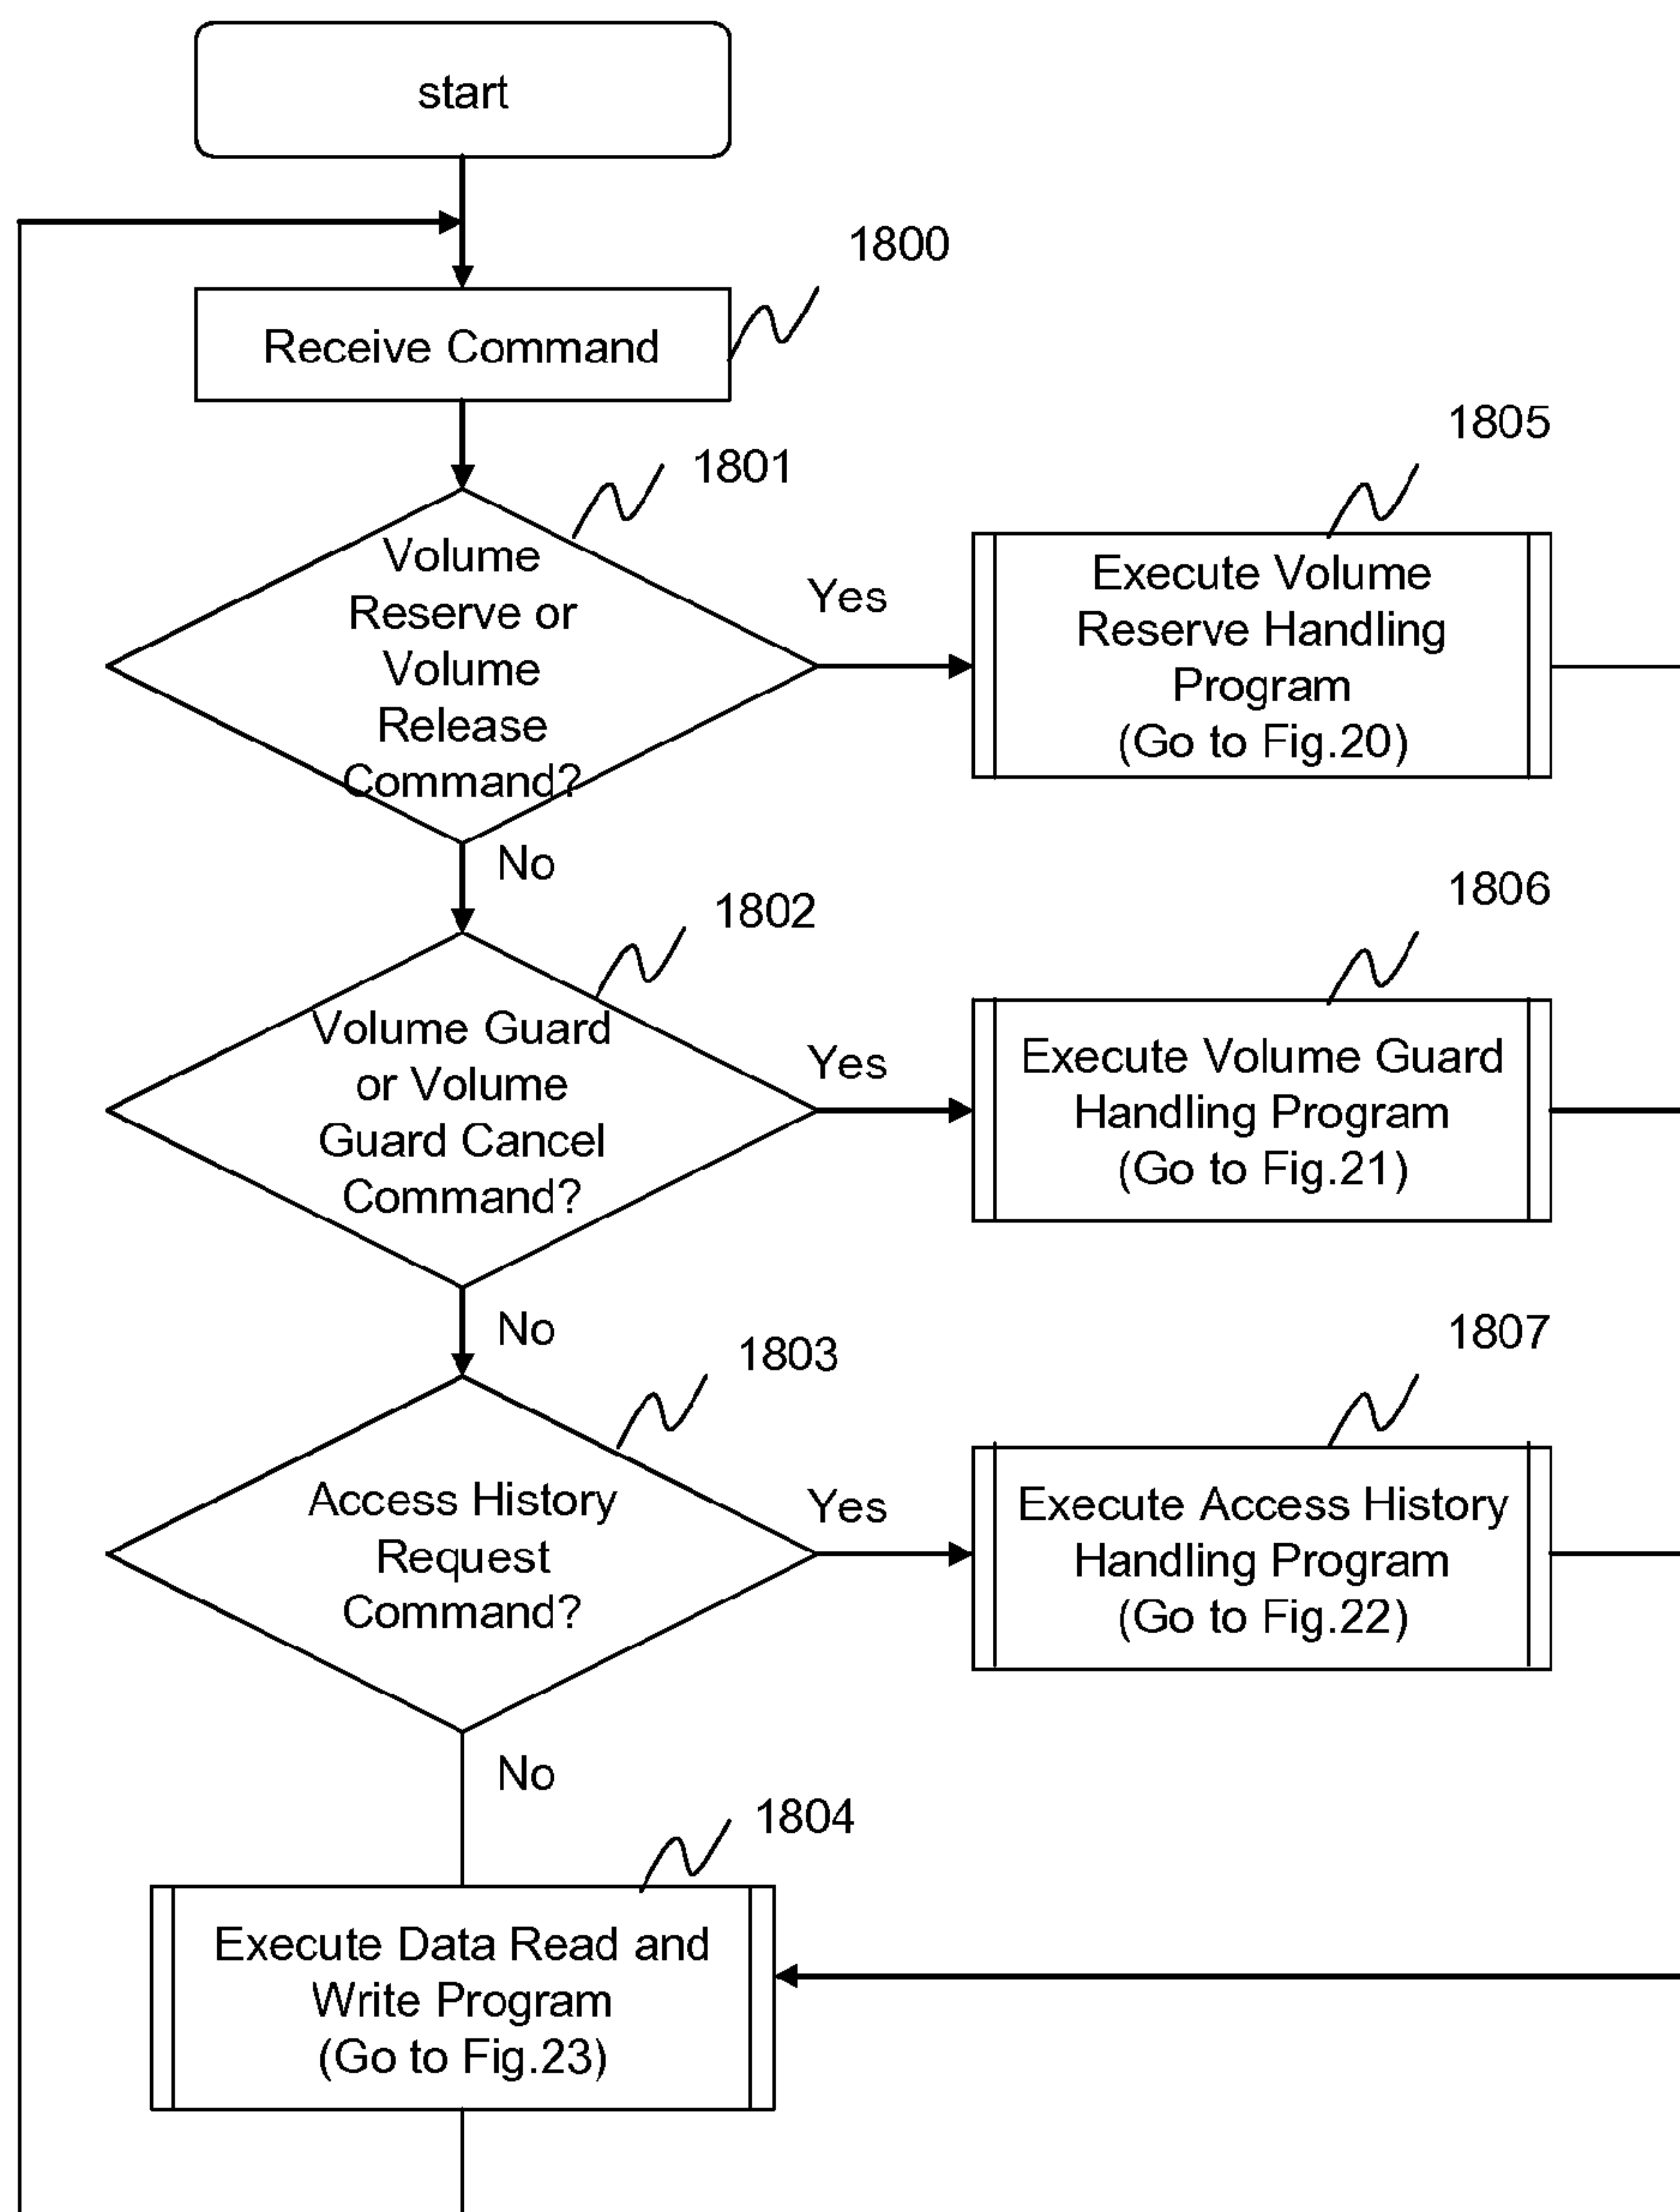 start
1800
Receive Command
1801
Volume
Reserve or
Volume
Release
Command?
Yes
1805
Execute Volume
Reserve Handling
Program
(Go to Fig.20)
No
1802
Volume Guard
or Volume
Guard Cancel
Command?
Yes
1806
Execute Volume Guard
Handling Program
(Go to Fig.21)
No
1803
Access History
Request
Command?
Yes
1807
Execute Access History
Handling Program
(Go to Fig.22)
No
1804
Execute Data Read and
Write Program
(Go to Fig.23)